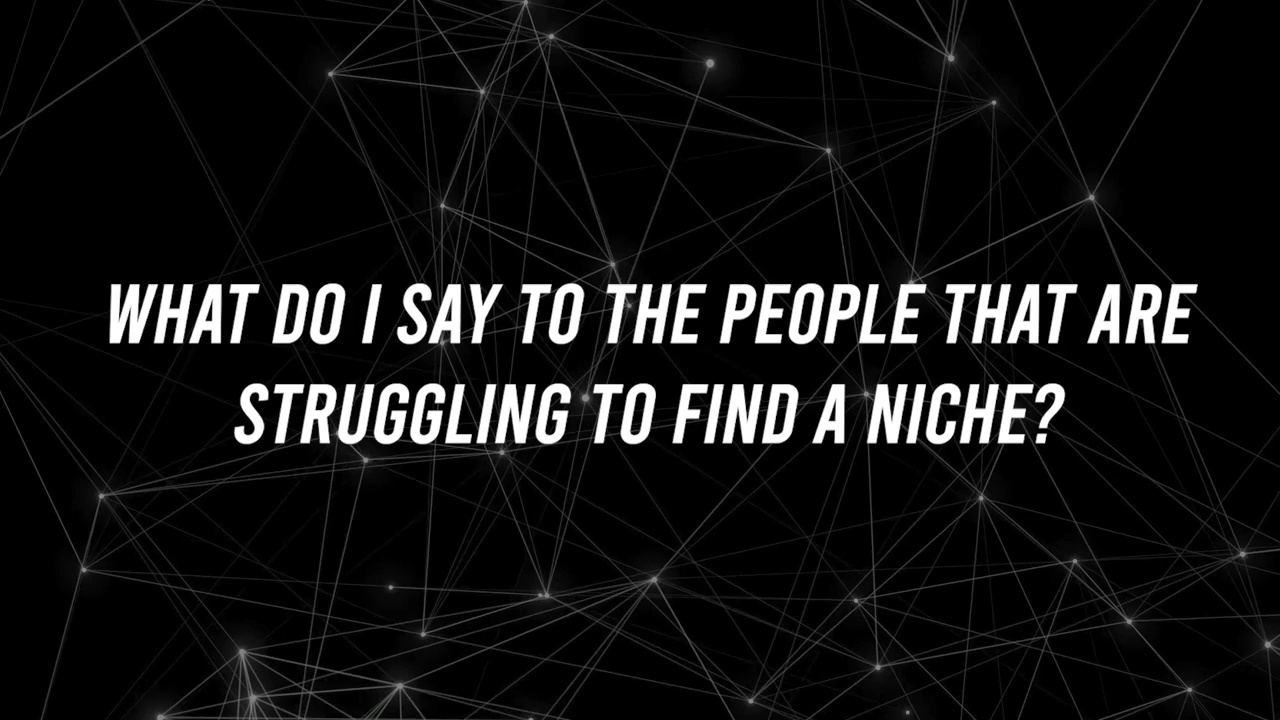 WHAT DO I SAY TO THE PEOPLE THAT ARE
STRUGGLING TO FIND A NICHE?